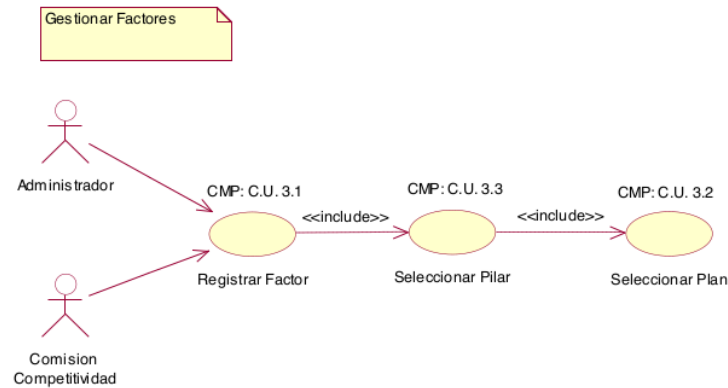 Gestionar Factores
Administrador
CMP: C.U. 3.1
CMP: C.U. 3.3
CMP: C.U. 3.2
<<include>>
<<include>>
Registrar Factor
Seleccionar Pilar
Seleccionar Plan
Comision
Competitividad